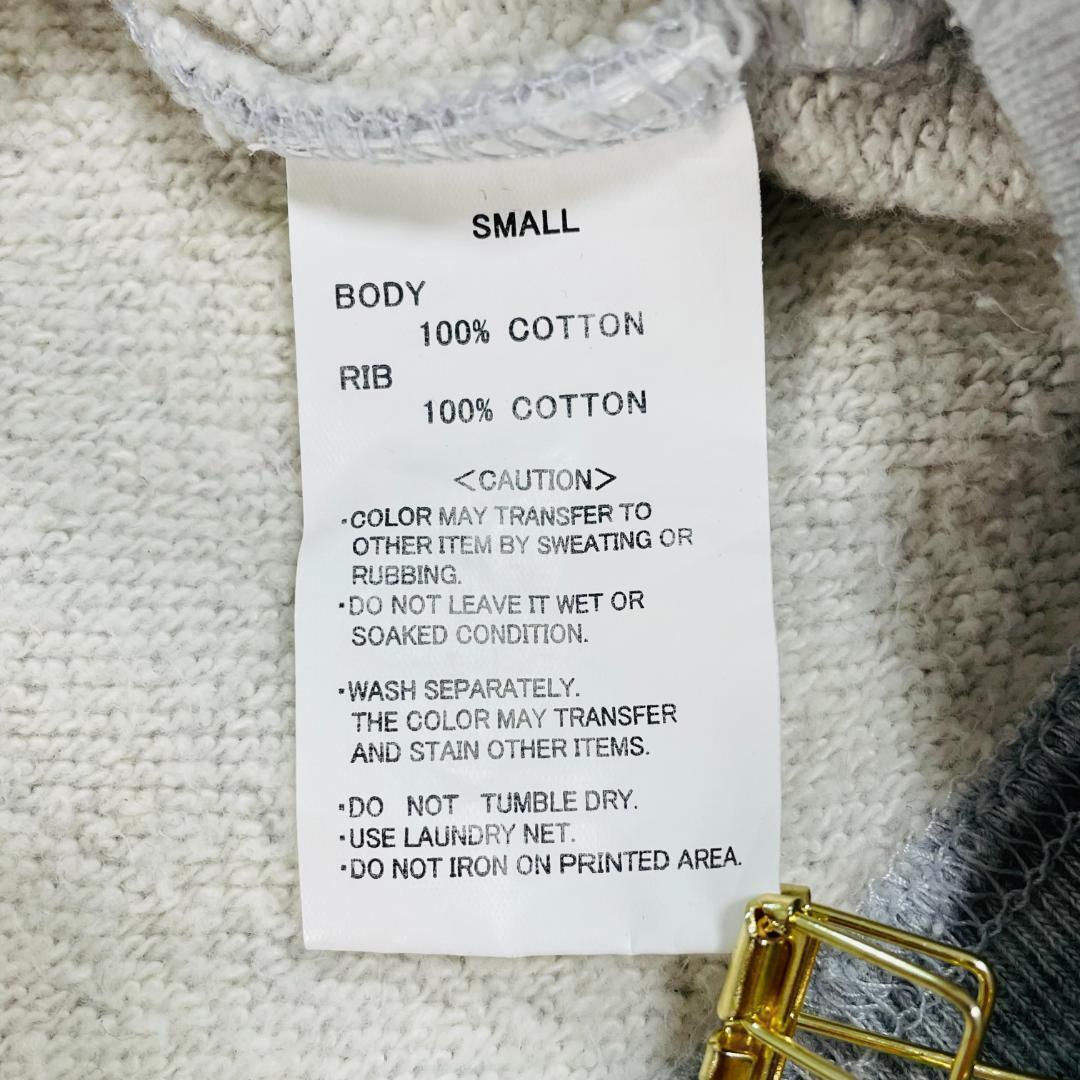 SMALL
BODY
100% COTTON
RIB
100% COTTON
<CAUTION>
・COLOR MAY TRANSFER TO
OTHER ITEM BY SWEATING OR
RUBBING.
・DO NOT LEAVE IT WET OR
SOAKED CONDITION.
・WASH SEPARATELY.
THE COLOR MAY TRANSFER
AND STAIN OTHER ITEMS.
・DO NOT TUMBLE DRY.
・USE LAUNDRY NET.
・DO NOT IRON ON PRINTED AREA.